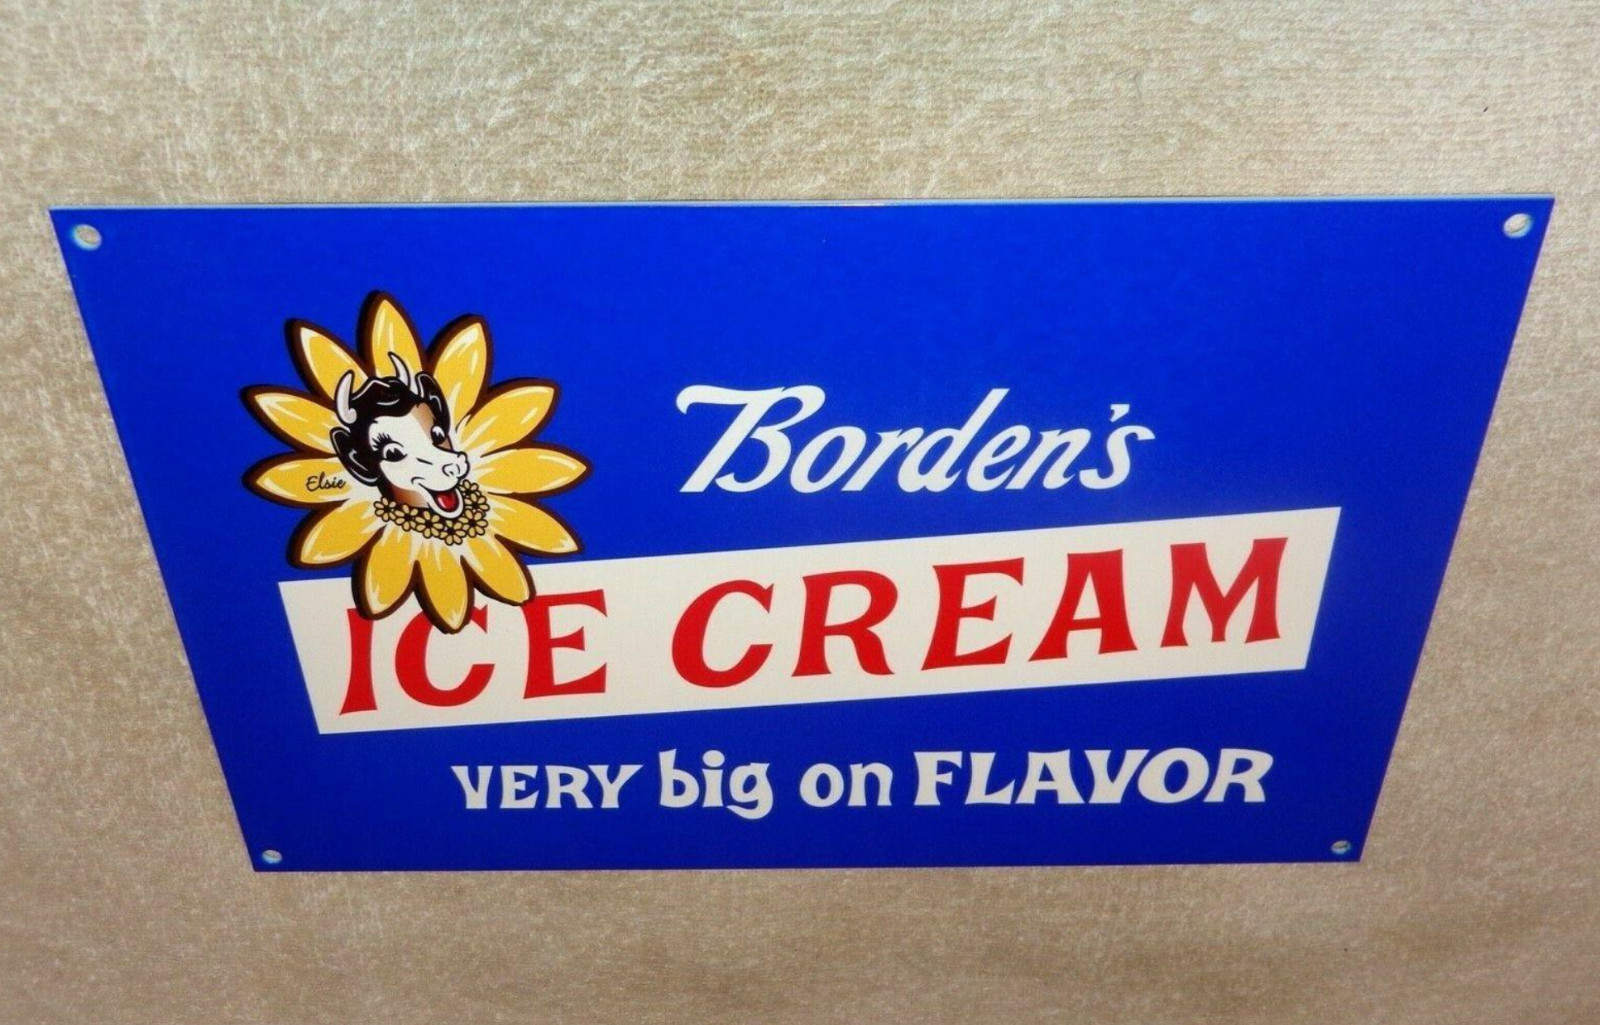 Elsie
Borden's
ICE CREAM
VERY big on FLAVOR